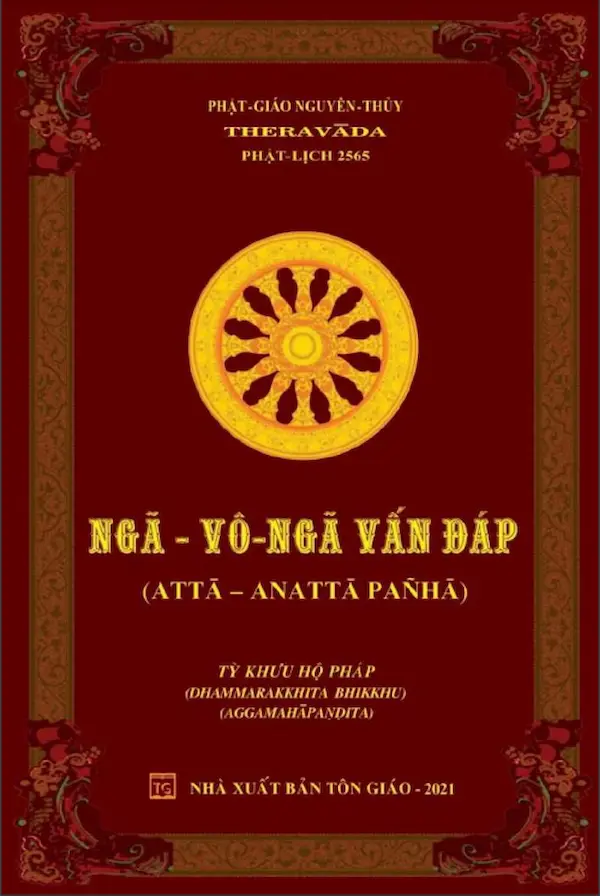 PHẬT-GIÁO NGUYÊN-THỦY
THERAVĀDA
PHẬT-LỊCH 2565
NGÃ - VÔ-NGÃ VẤN ĐÁP
(ATTĀ – ANATTĀ PAÑHĀ)
TỲ KHƯU HỘ PHÁP
(DHAMMARAKKHITA BHIKKHU)
(AGGAMAHĀPAṆḌITA)
TG NHÀ XUẤT BẢN TÔN GIÁO - 2021